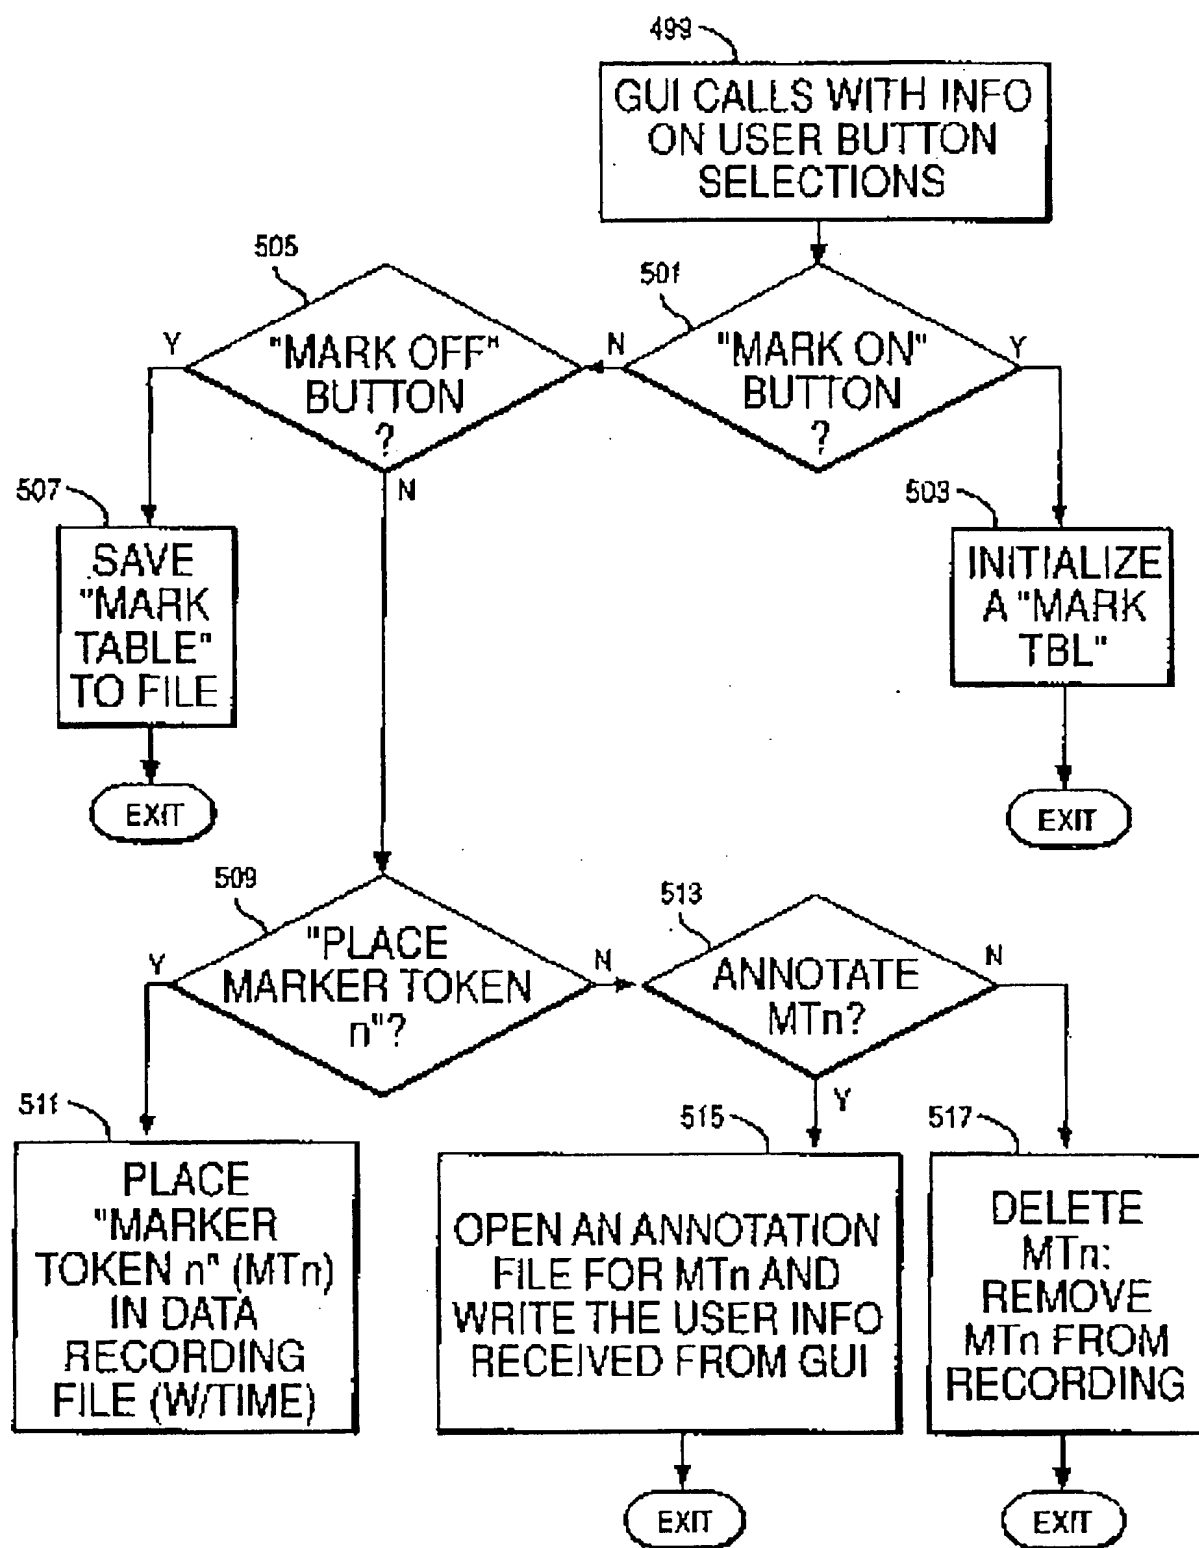 499
GUI CALLS WITH INFO
ON USER BUTTON
SELECTIONS
505
501
Y
"MARK OFF"
BUTTON
?
N
"MARK ON"
BUTTON
?
Y
N
507
SAVE
"MARK
TABLE"
TO FILE
503
INITIALIZE
A "MARK
TBL"
EXIT
EXIT
509
Y
"PLACE
MARKER TOKEN
n"?
N
513
ANNOTATE
MTn?
N
Y
511
PLACE
"MARKER
TOKEN n" (MTn)
IN DATA
RECORDING
FILE (W/TIME)
515
OPEN AN ANNOTATION
FILE FOR MTn AND
WRITE THE USER INFO
RECEIVED FROM GUI
517
DELETE
MTn:
REMOVE
MTn FROM
RECORDING
EXIT
EXIT